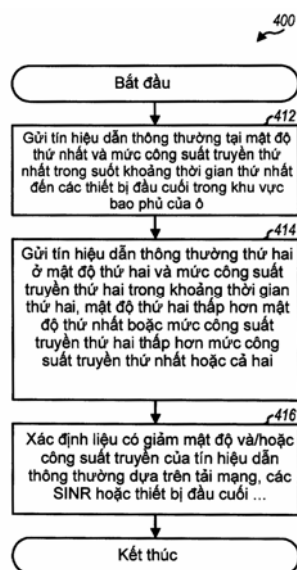 400
Bắt đầu
412
Gửi tín hiệu dẫn thông thường tại mật độ
thứ nhất và mức công suất truyền thứ
nhất trong suốt khoảng thời gian thứ nhất
đến các thiết bị đầu cuối trong khu vực
bao phủ của ô
414
Gửi tín hiệu dẫn thông thường thứ hai
ở mật độ thứ hai và mức công suất
truyền thứ hai trong khoảng thời gian
thứ hai, mật độ thứ hai thấp hơn mật
độ thứ nhất boặc mức công suất
truyền thứ hai thấp hơn mức công
suất truyền thứ nhất hoặc cả hai
416
Xác định liệu có giảm mật độ và/hoặc
công suất truyền của tín hiệu dẫn
thông thường dựa trên tải mạng, các
SINR hoặc thiết bị đầu cuối ...
Kết thúc